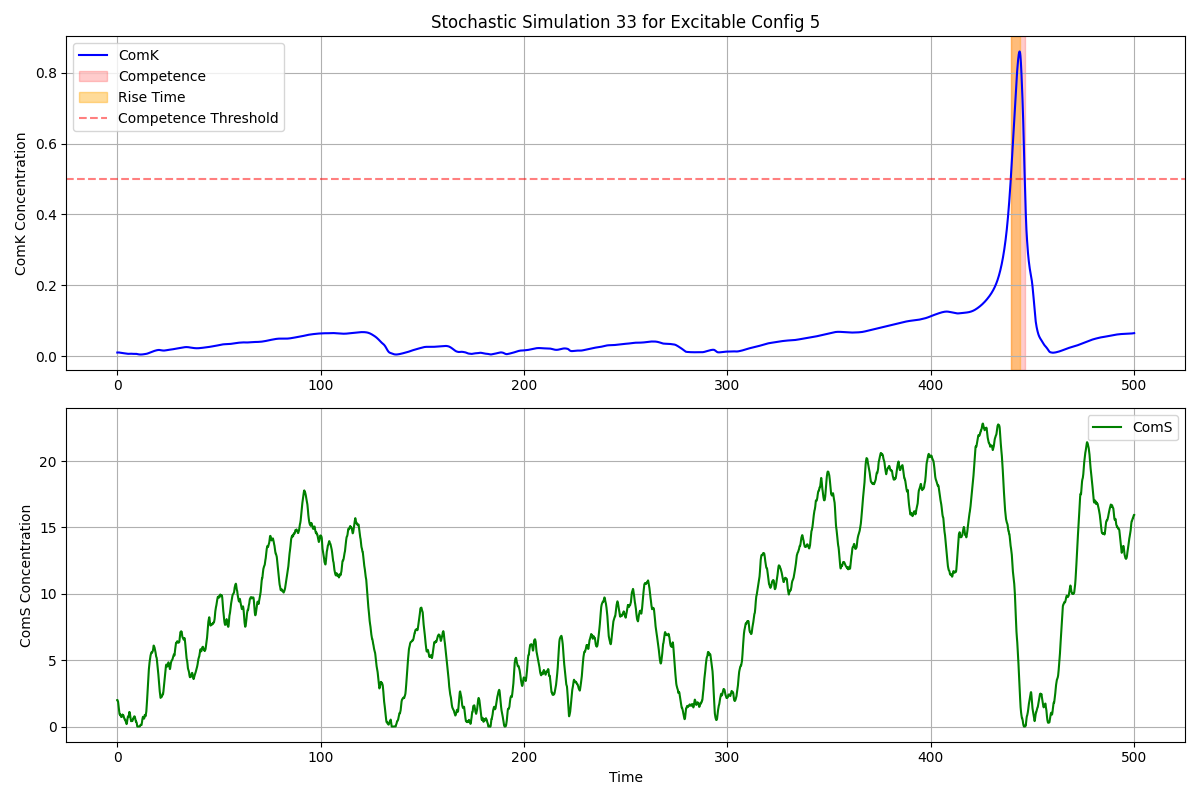 Stochastic Simulation 33 for Excitable Config 5
ComK
Competence
Rise Time
Competence Threshold
ComK Concentration
0.8
0.6
0.4
0.2
0.0
0 100 200 300 400 500
ComS
ComS Concentration
20
15
10
5
0
0 100 200 300 400 500
Time